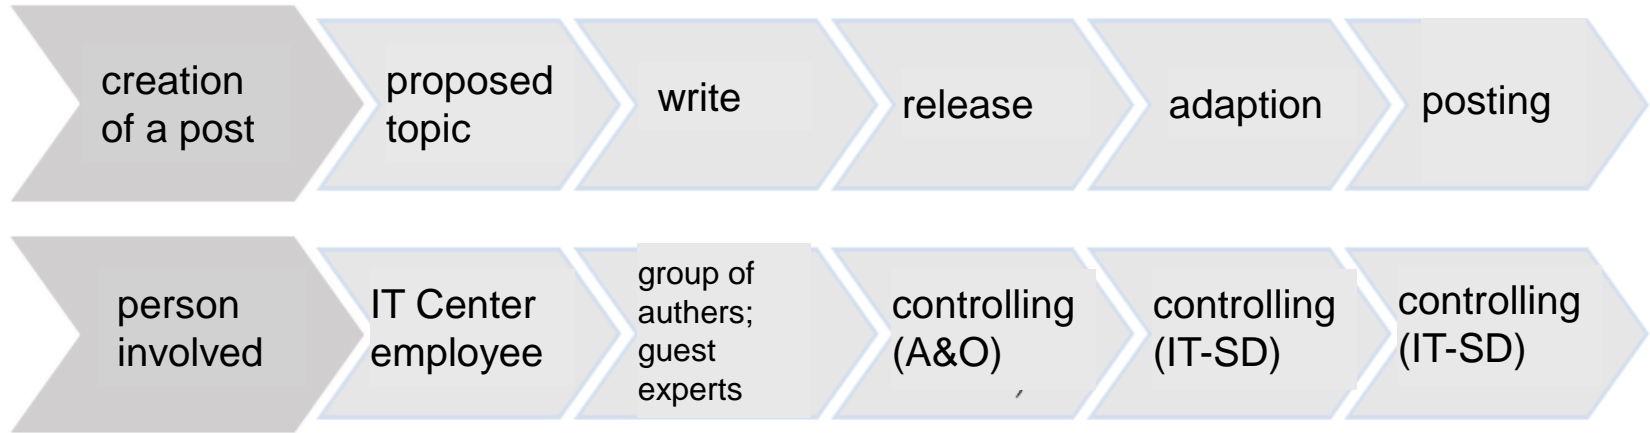 creation
of a post
proposed
topic
write
release
adaption
posting
person
involved
IT Center
employee
group of
authers;
guest
experts
controlling
(A&O)
controlling
(IT-SD)
controlling
(IT-SD)